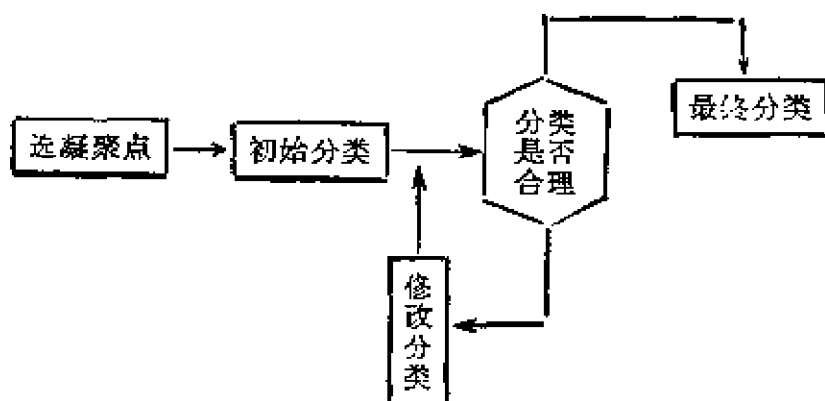 选凝聚点
初始分类
分类
是否
合理
最终分类
修改分类